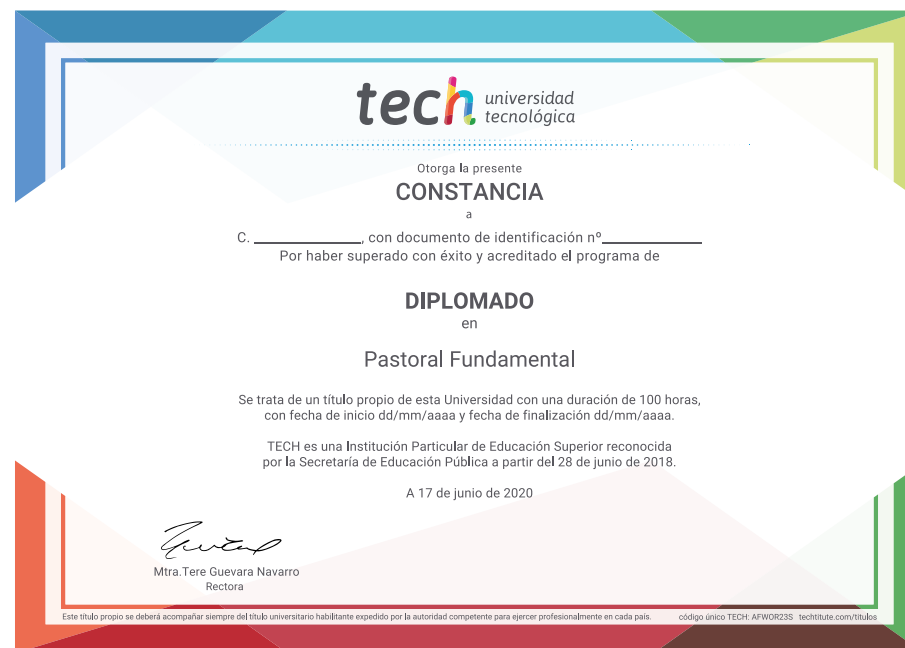 tech universidad
tecnológica
Otorga la presente
CONSTANCIA
a
C. ____________, con documento de identificación nº____________
Por haber superado con éxito y acreditado el programa de
DIPLOMADO
en
Pastoral Fundamental
Se trata de un título propio de esta Universidad con una duración de 100 horas,
con fecha de inicio dd/mm/aaaa y fecha de finalización dd/mm/aaaa.
TECH es una Institución Particular de Educación Superior reconocida
por la Secretaría de Educación Pública a partir del 28 de junio de 2018.
A 17 de junio de 2020
Mtra.Tere Guevara Navarro
Rectora
Este título propio se deberá acompañar siempre del título universitario habilitante expedido por la autoridad competente para ejercer profesionalmente en cada país. código único TECH: AFWOR23S techtitute.com/titulos